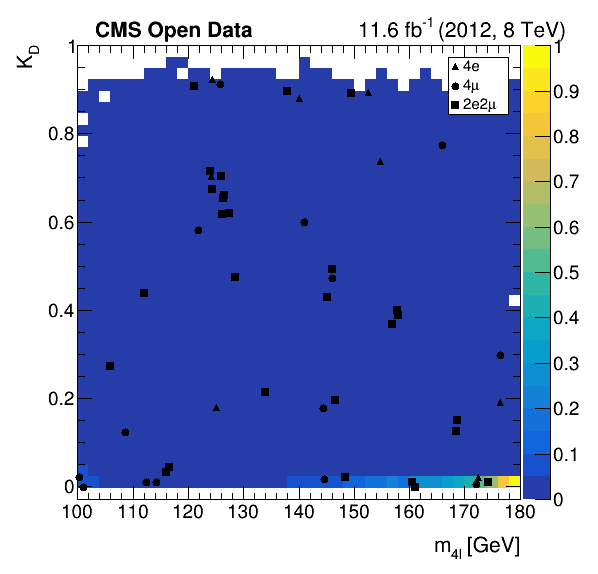 CMS Open Data 11.6 fb⁻¹ (2012, 8 TeV)
K_D
1
0.8
0.6
0.4
0.2
0
4e
4μ
2e2μ
1
0.9
0.8
0.7
0.6
0.5
0.4
0.3
0.2
0.1
0
100 110 120 130 140 150 160 170 180
m_4l [GeV]